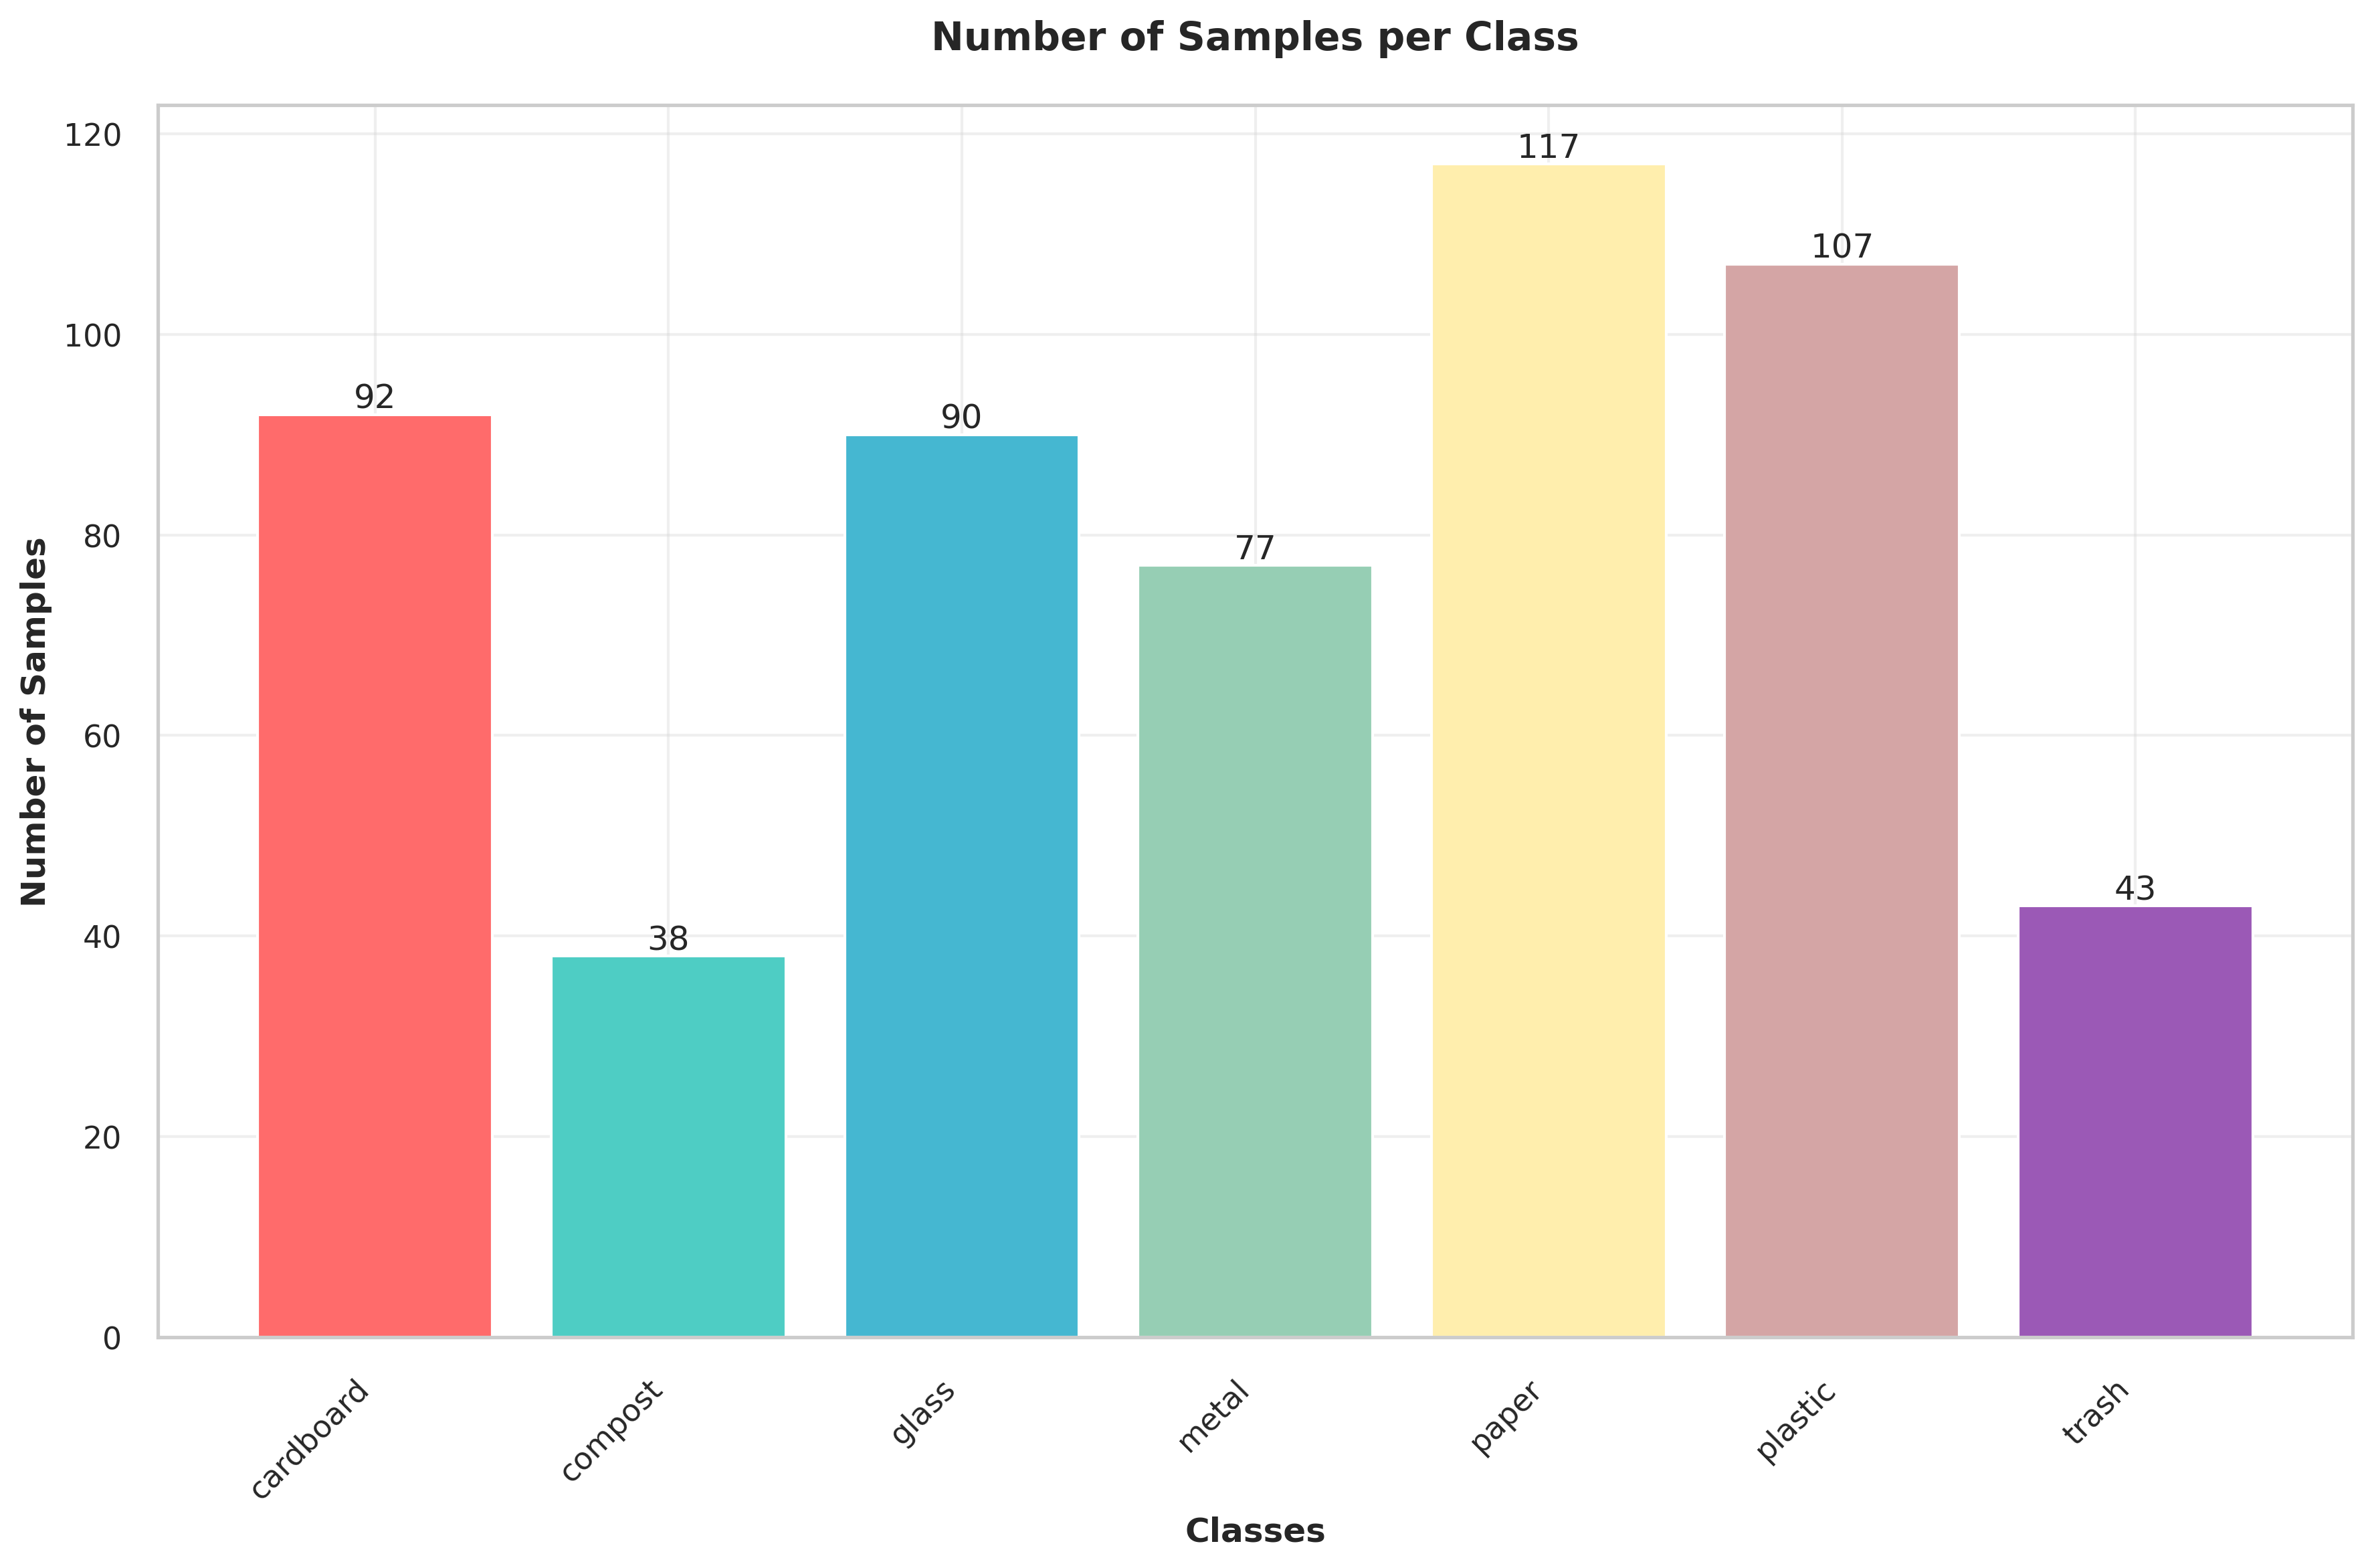 Number of Samples per Class
Number of Samples
120
100
80
60
40
20
0
92
38
90
77
117
107
43
cardboard
compost
glass
metal
paper
plastic
trash
Classes